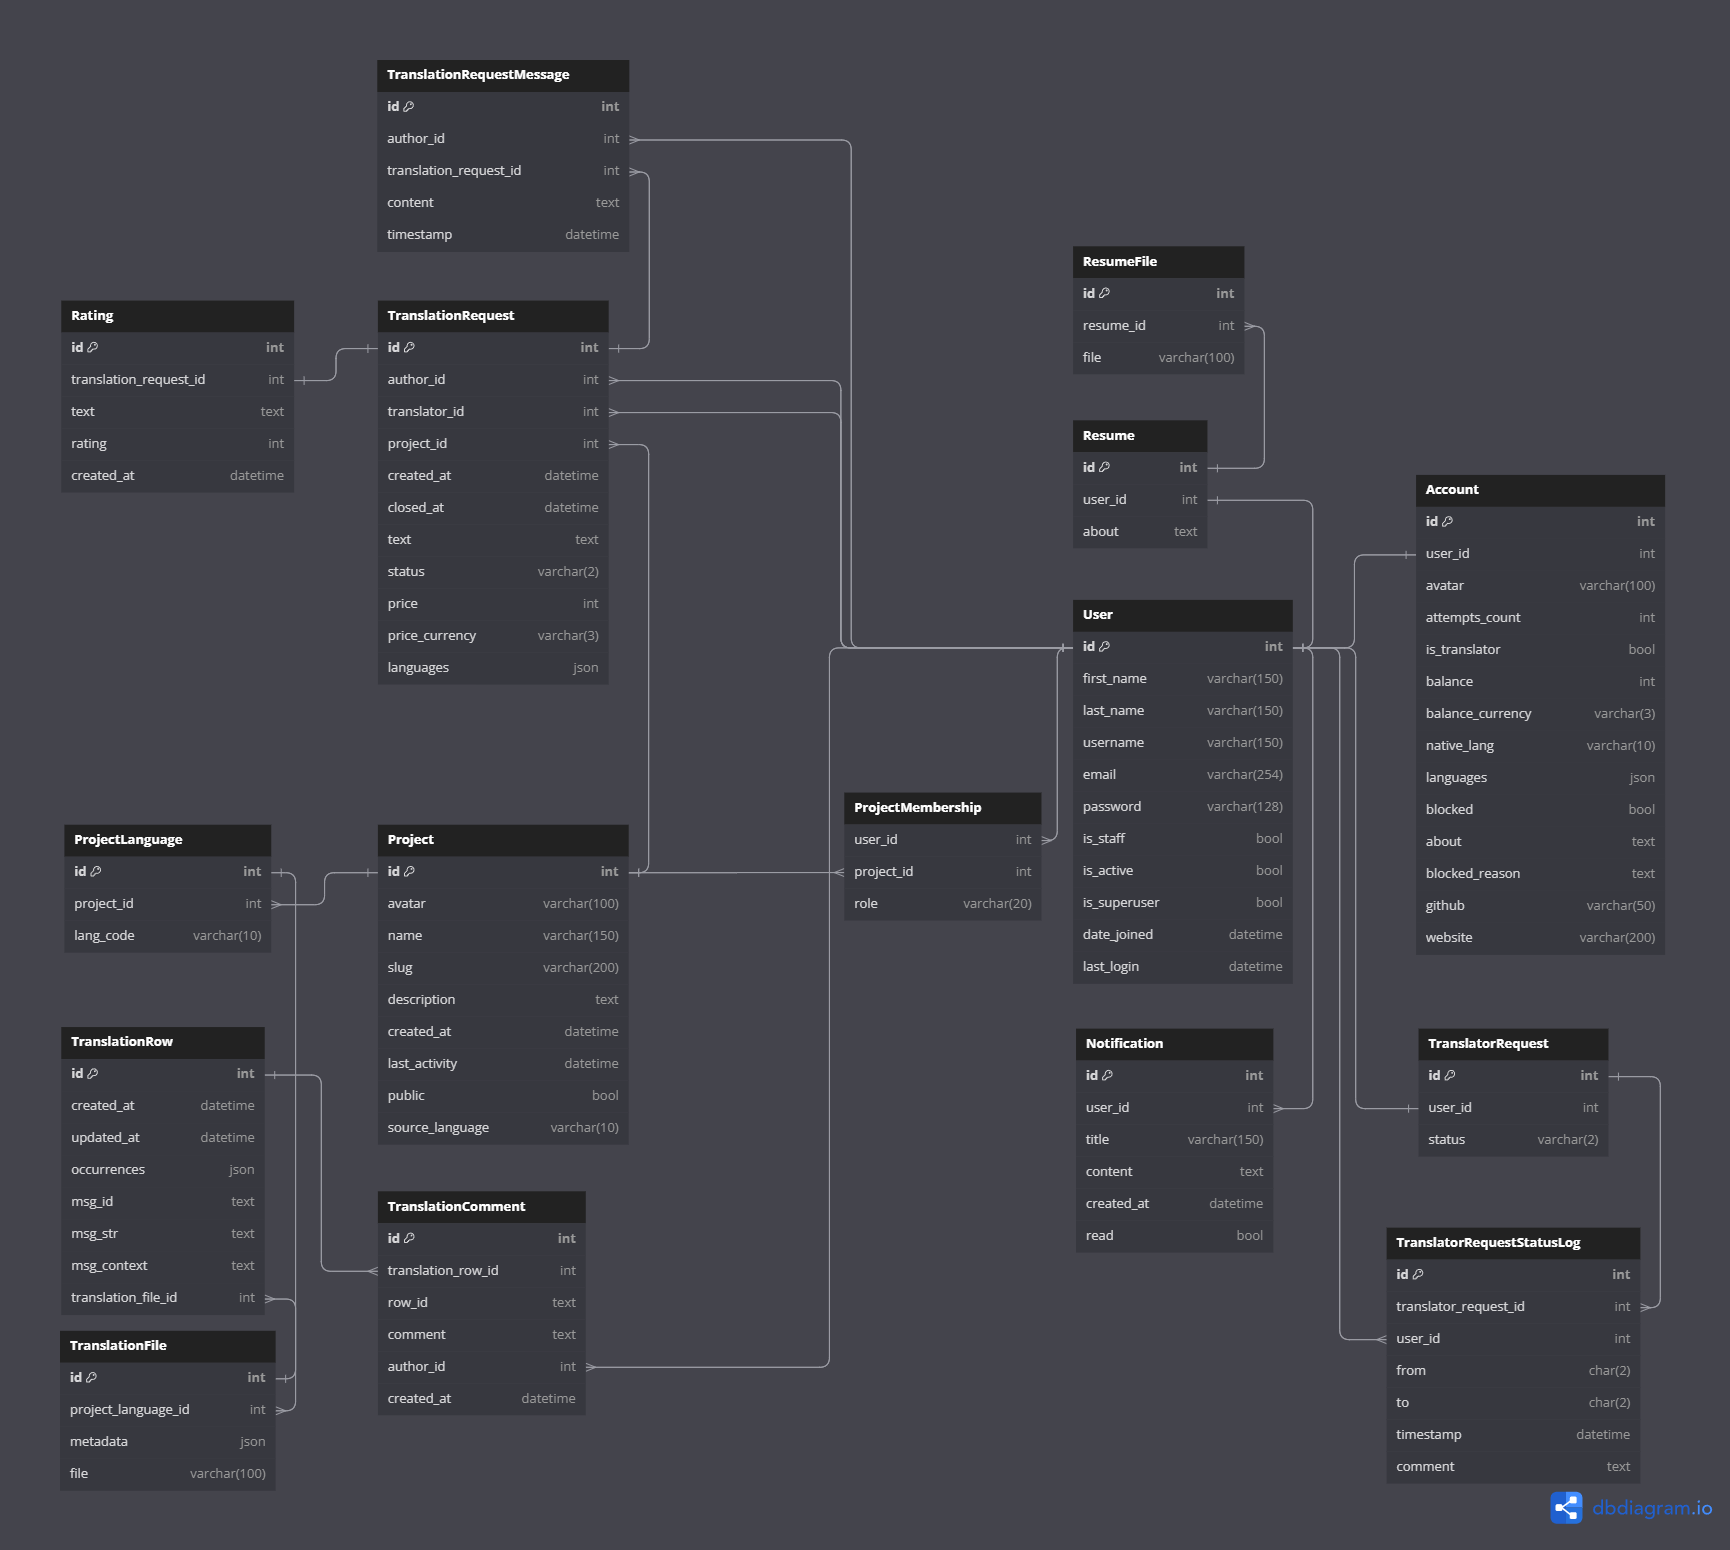 TranslationRequestMessage
id int
author_id int
translation_request_id int
content text
timestamp datetime
Rating
id int
translation_request_id int
text text
rating int
created_at datetime
TranslationRequest
id int
author_id int
translator_id int
project_id int
created_at datetime
closed_at datetime
text text
status varchar(2)
price int
price_currency varchar(3)
languages json
ResumeFile
id int
resume_id int
file varchar(100)
Resume
id int
user_id int
about text
Account
id int
user_id int
avatar varchar(100)
attempts_count int
is_translator bool
balance int
balance_currency varchar(3)
native_lang varchar(10)
languages json
blocked bool
about text
blocked_reason text
github varchar(50)
website varchar(200)
User
id int
first_name varchar(150)
last_name varchar(150)
username varchar(150)
email varchar(254)
password varchar(128)
is_staff bool
is_active bool
is_superuser bool
date_joined datetime
last_login datetime
ProjectMembership
user_id int
project_id int
role varchar(20)
ProjectLanguage
id int
project_id int
lang_code varchar(10)
Project
id int
avatar varchar(100)
name varchar(150)
slug varchar(200)
description text
created_at datetime
last_activity datetime
public bool
source_language varchar(10)
TranslationRow
id int
created_at datetime
updated_at datetime
occurrences json
msg_id text
msg_str text
msg_context text
translation_file_id int
TranslationFile
id int
project_language_id int
metadata json
file varchar(100)
TranslationComment
id int
translation_row_id int
row_id text
comment text
author_id int
created_at datetime
Notification
id int
user_id int
title varchar(150)
content text
created_at datetime
read bool
TranslatorRequest
id int
user_id int
status varchar(2)
TranslatorRequestStatusLog
id int
translator_request_id int
user_id int
from char(2)
to char(2)
timestamp datetime
comment text
dbdiagram.io